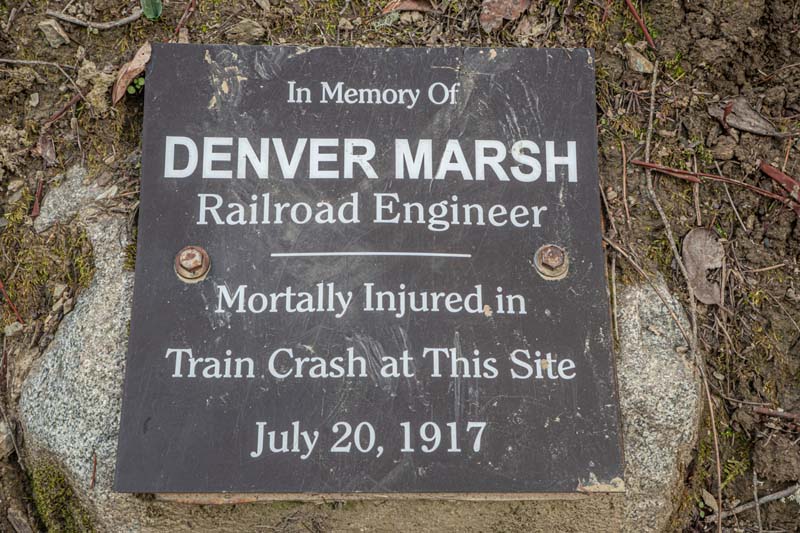 In Memory Of
DENVER MARSH
Railroad Engineer
Mortally Injured in
Train Crash at This Site
July 20, 1917